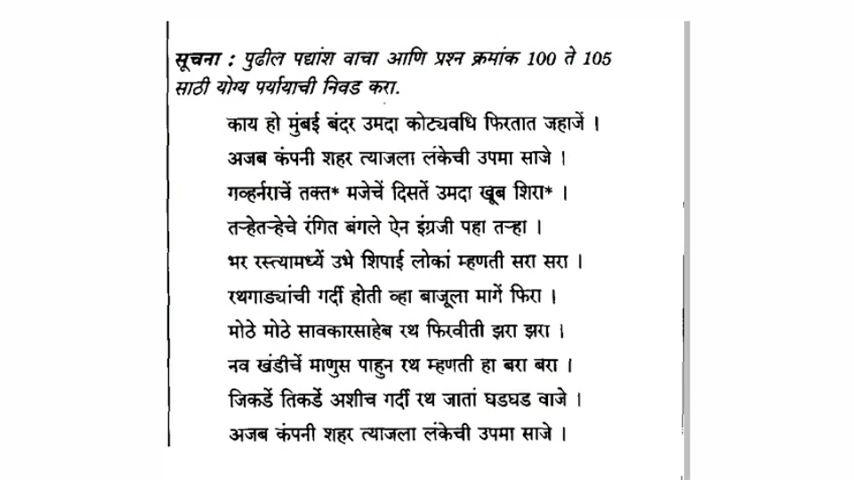 सूचना : पुढील पद्यांश वाचा आणि प्रश्न क्रमांक 100 ते 105
साठी योग्य पर्यायाची निवड करा.
काय हो मुंबई बंदर उमदा कोट्यवधि फिरतात जहाजें ।
अजब कंपनी शहर त्याजला लंकेची उपमा साजे ।
गव्हर्नराचें तक्त* मजेचें दिसतें उमदा खूब शिरा* ।
तऱ्हेतऱ्हेचे रंगित बंगले ऐन इंग्रजी पहा तऱ्हा ।
भर रस्त्यामध्यें उभे शिपाई लोकां म्हणती सरा सरा ।
रथगाड्यांची गर्दी होती व्हा बाजूला मागें फिरा ।
मोठे मोठे सावकारसाहेब रथ फिरवीती झरा झरा ।
नव खंडीचें माणुस पाहुन रथ म्हणती हा बरा बरा ।
जिकडें तिकडें अशीच गर्दी रथ जातां घडघड वाजे ।
अजब कंपनी शहर त्याजला लंकेची उपमा साजे ।